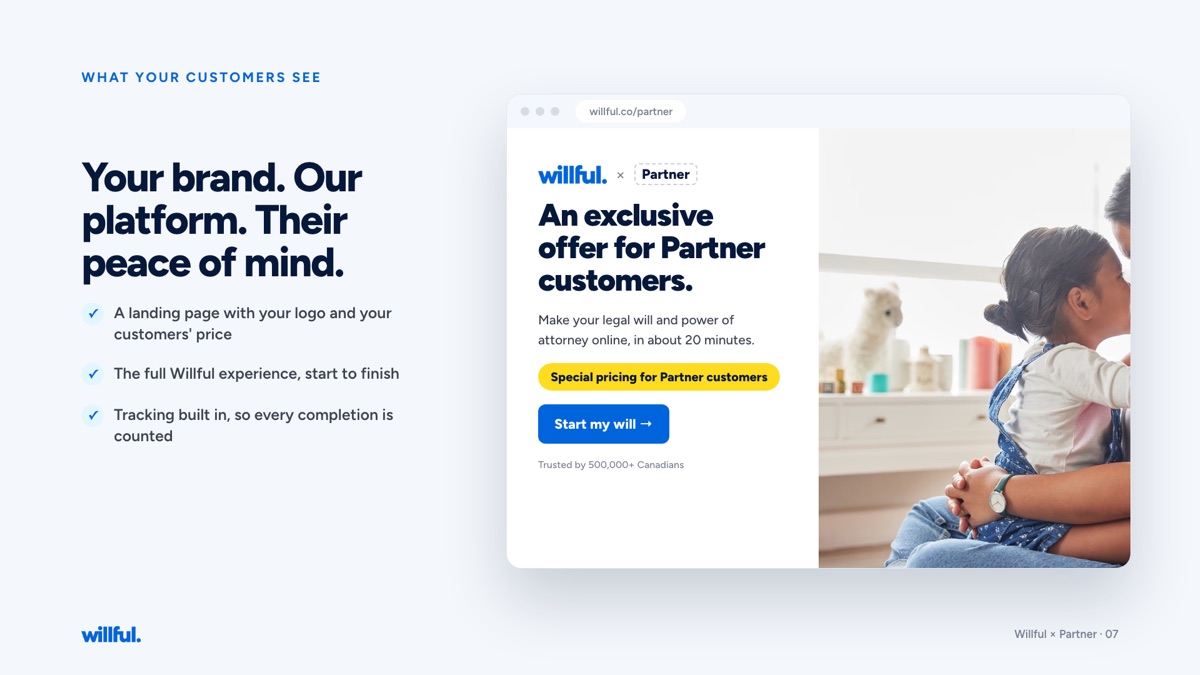 WHAT YOUR CUSTOMERS SEE
Your brand. Our
platform. Their
peace of mind.
✓ A landing page with your logo and your
customers' price
✓ The full Willful experience, start to finish
✓ Tracking built in, so every completion is
counted
willful.co/partner
willful. × Partner
An exclusive
offer for Partner
customers.
Make your legal will and power of
attorney online, in about 20 minutes.
Special pricing for Partner customers
Start my will →
Trusted by 500,000+ Canadians
willful.
Willful × Partner · 07